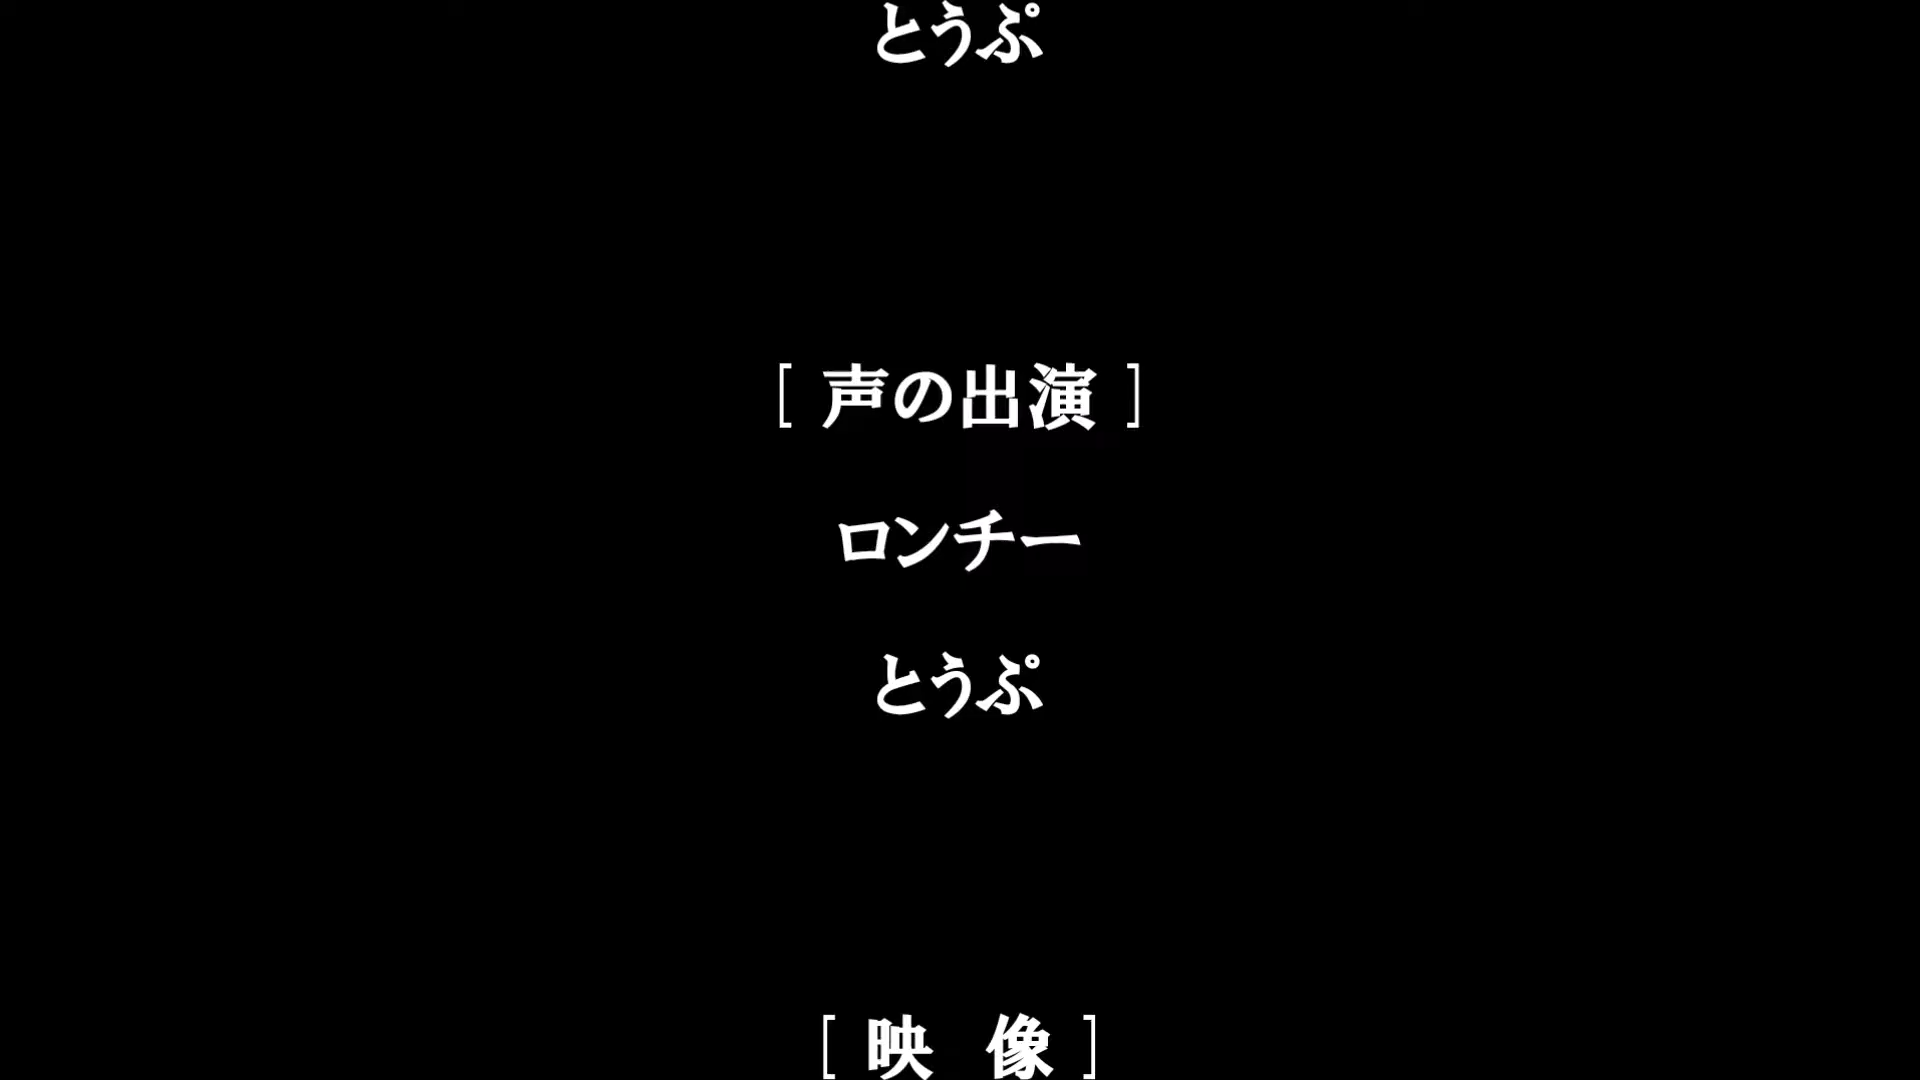 とうぷ
[ 声の出演 ]
ロンチー
とうぷ
[ 映　像 ]